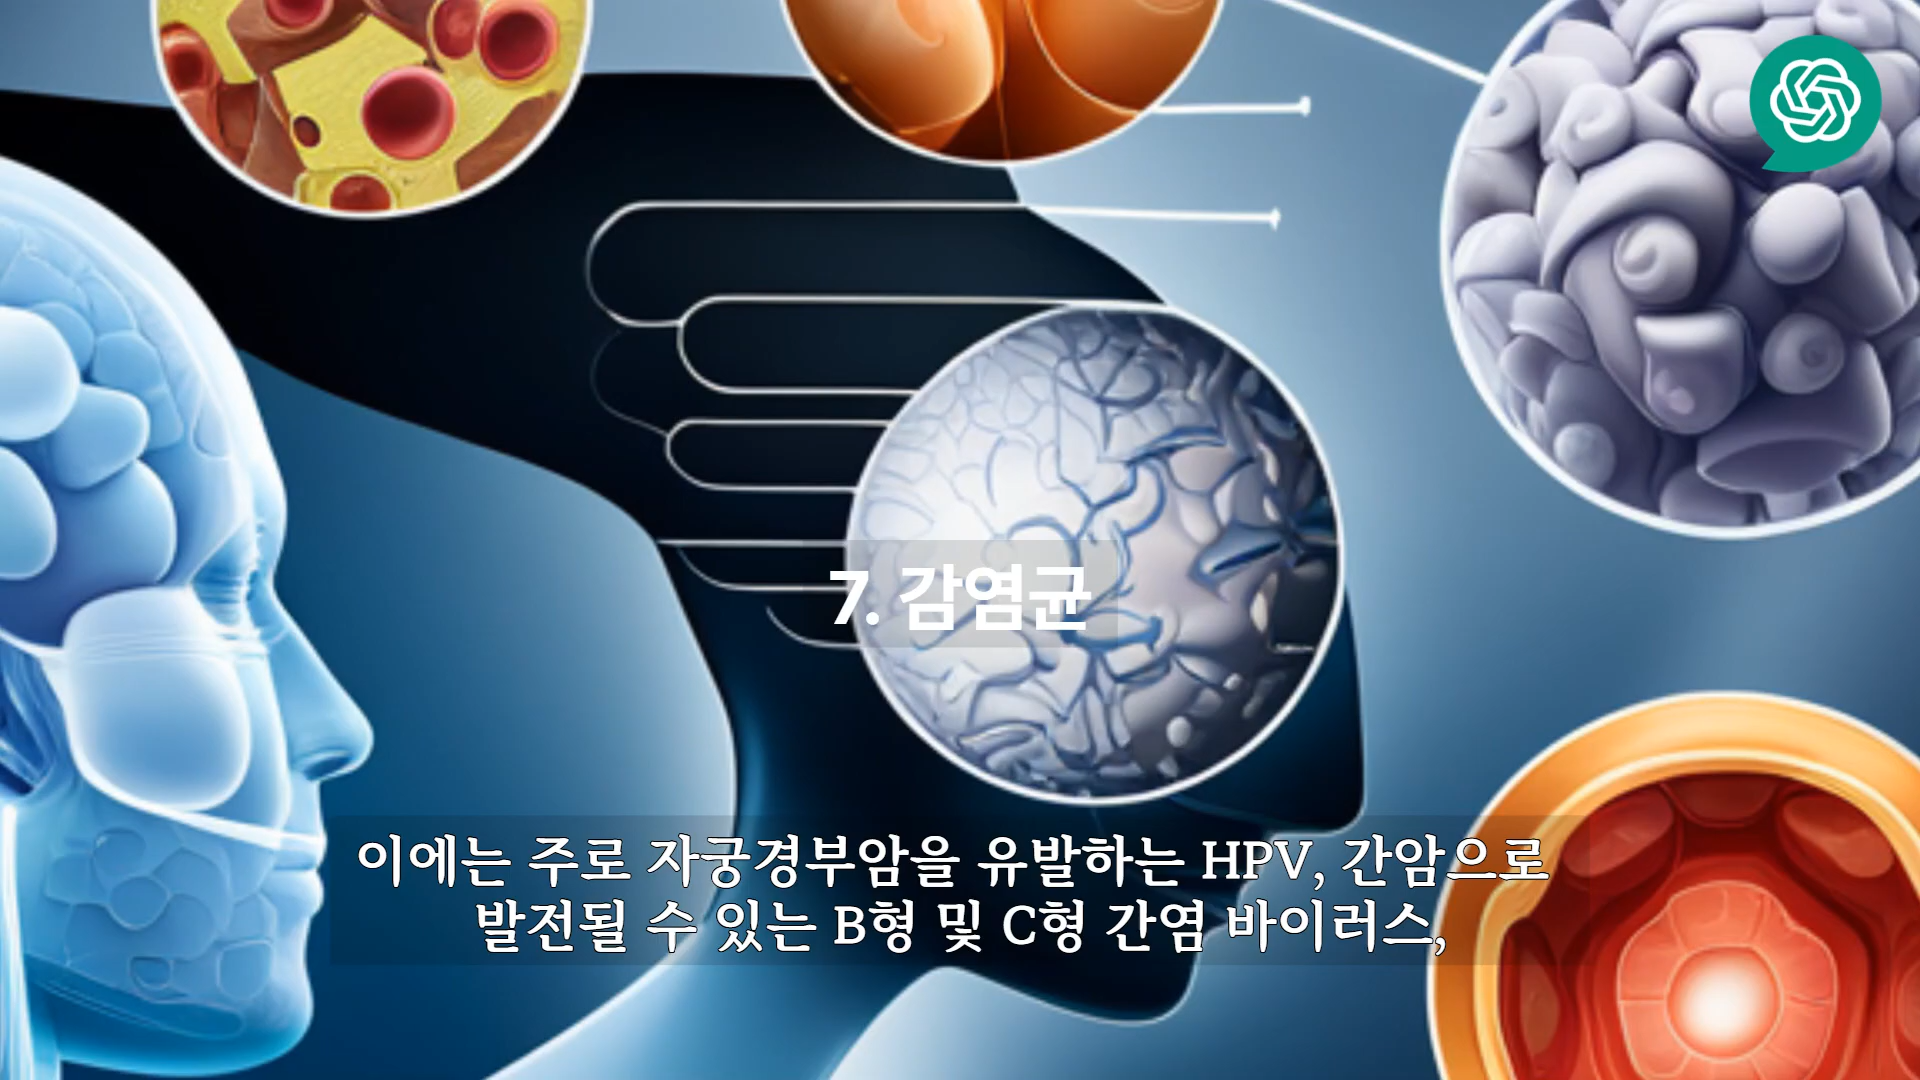 7. 감염균
이에는 주로 자궁경부암을 유발하는 HPV, 간암으로
발전될 수 있는 B형 및 C형 간염 바이러스,